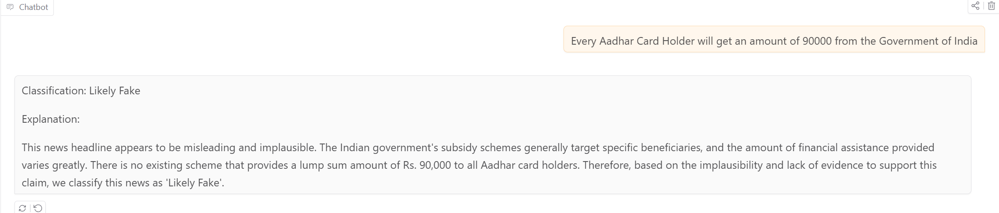 Chatbot
Every Aadhar Card Holder will get an amount of 90000 from the Government of India
Classification: Likely Fake
Explanation:
This news headline appears to be misleading and implausible. The Indian government's subsidy schemes generally target specific beneficiaries, and the amount of financial assistance provided
varies greatly. There is no existing scheme that provides a lump sum amount of Rs. 90,000 to all Aadhar card holders. Therefore, based on the implausibility and lack of evidence to support this
claim, we classify this news as 'Likely Fake'.